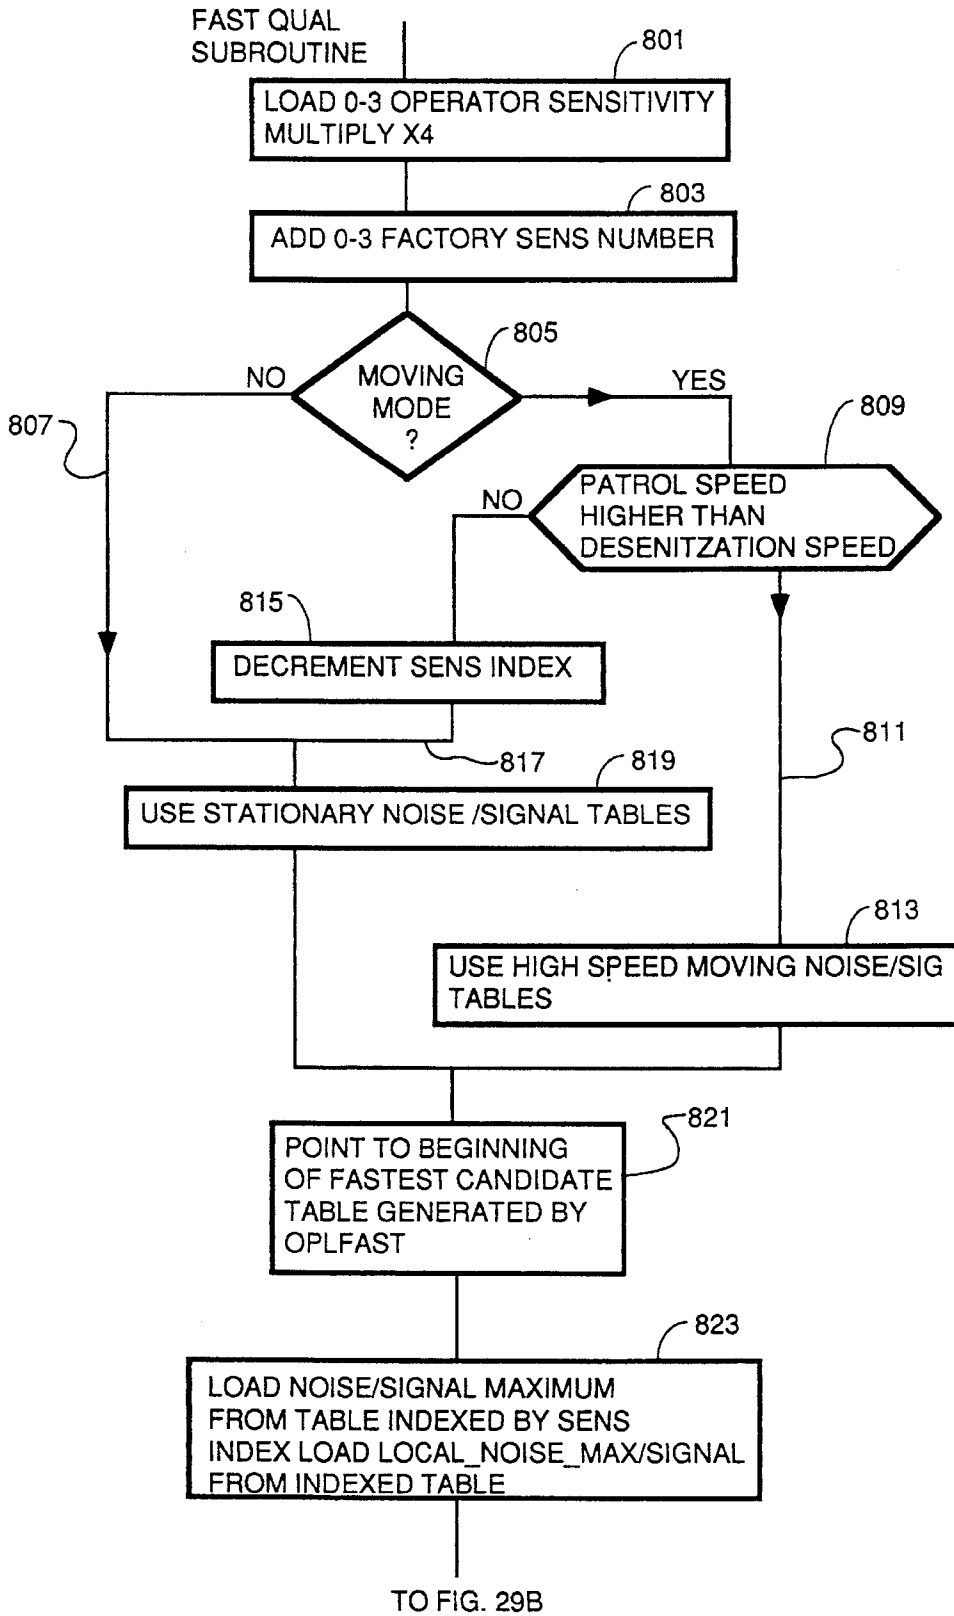 FAST QUAL
SUBROUTINE
801
LOAD 0-3 OPERATOR SENSITIVITY
MULTIPLY X4
803
ADD 0-3 FACTORY SENS NUMBER
805
MOVING
MODE
?
NO
YES
807
809
PATROL SPEED
HIGHER THAN
DESENITZATION SPEED
NO
815
DECREMENT SENS INDEX
811
817
819
USE STATIONARY NOISE /SIGNAL TABLES
813
USE HIGH SPEED MOVING NOISE/SIG
TABLES
821
POINT TO BEGINNING
OF FASTEST CANDIDATE
TABLE GENERATED BY
OPLFAST
823
LOAD NOISE/SIGNAL MAXIMUM
FROM TABLE INDEXED BY SENS
INDEX LOAD LOCAL_NOISE_MAX/SIGNAL
FROM INDEXED TABLE
TO FIG. 29B